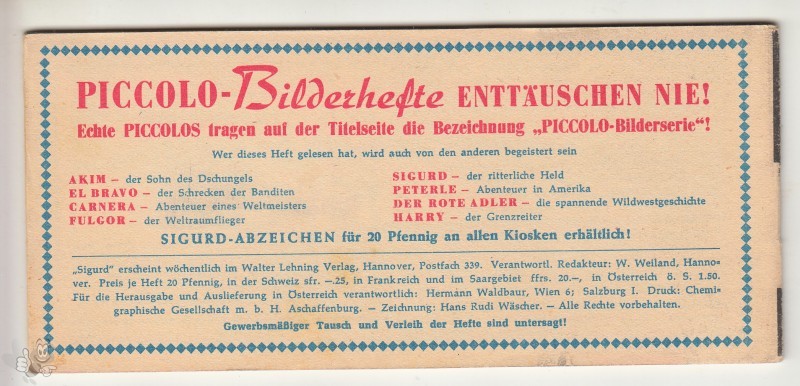 PICCOLO-Bilderhefte ENTTÄUSCHEN NIE!
Echte PICCOLOS tragen auf der Titelseite die Bezeichnung „PICCOLO-Bilderserie“!
Wer dieses Heft gelesen hat, wird auch von den anderen begeistert sein
AKIM – der Sohn des Dschungels
EL BRAVO – der Schrecken der Banditen
CARNERA – Abenteuer eines Weltmeisters
FULGOR – der Weltraumflieger
SIGURD – der ritterliche Held
PETERLE – Abenteuer in Amerika
DER ROTE ADLER – die spannende Wildwestgeschichte
HARRY – der Grenzreiter
SIGURD-ABZEICHEN für 20 Pfennig an allen Kiosken erhältlich!
„Sigurd“ erscheint wöchentlich im Walter Lehning Verlag, Hannover, Postfach 339. Verantwortl. Redakteur: W. Weiland, Hanno-
ver. Preis je Heft 20 Pfennig, in der Schweiz sfr. –.25, in Frankreich und im Saargebiet ffrs. 20.–, in Österreich ö. S. 1.50.
Für die Herausgabe und Auslieferung in Österreich verantwortlich: Hermann Waldbaur, Wien 6; Salzburg I. Druck: Chemi-
graphische Gesellschaft m. b. H. Aschaffenburg. – Zeichnung: Hans Rudi Wäscher. – Alle Rechte vorbehalten.
Gewerbsmäßiger Tausch und Verleih der Hefte sind untersagt!